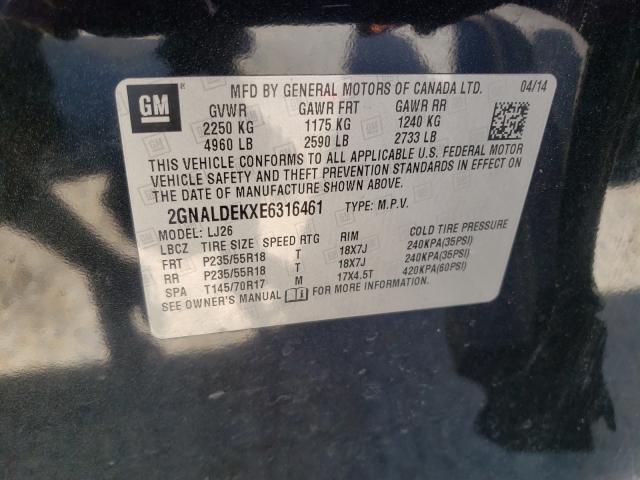 GM ®
MFD BY GENERAL MOTORS OF CANADA LTD. 04/14
GVWR GAWR FRT GAWR RR
2250 KG 1175 KG 1240 KG
4960 LB 2590 LB 2733 LB
THIS VEHICLE CONFORMS TO ALL APPLICABLE U.S. FEDERAL MOTOR
VEHICLE SAFETY AND THEFT PREVENTION STANDARDS IN EFFECT ON
THE DATE OF MANUFACTURE SHOWN ABOVE.
2GNALDEKXE6316461 TYPE: M.P.V.
MODEL: LJ26
LBCZ TIRE SIZE SPEED RTG RIM COLD TIRE PRESSURE
FRT P235/55R18 T 18X7J 240KPA(35PSI)
RR P235/55R18 T 18X7J 240KPA(35PSI)
SPA T145/70R17 M 17X4.5T 420KPA(60PSI)
SEE OWNER'S MANUAL FOR MORE INFORMATION.